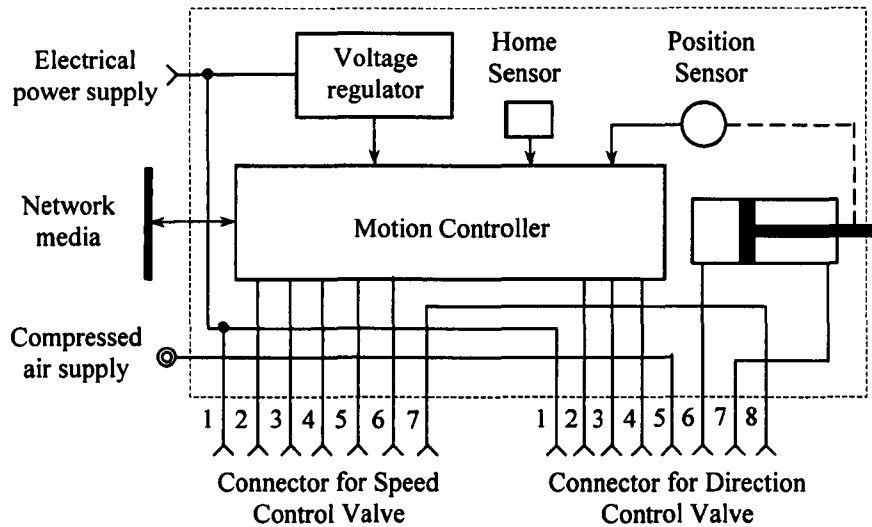 Electrical
power supply
Voltage
regulator
Home
Sensor
Position
Sensor
Network
media
Motion Controller
Compressed
air supply
1 2 3 4 5 6 7
1 2 3 4 5 6 7 8
Connector for Speed
Control Valve
Connector for Direction
Control Valve